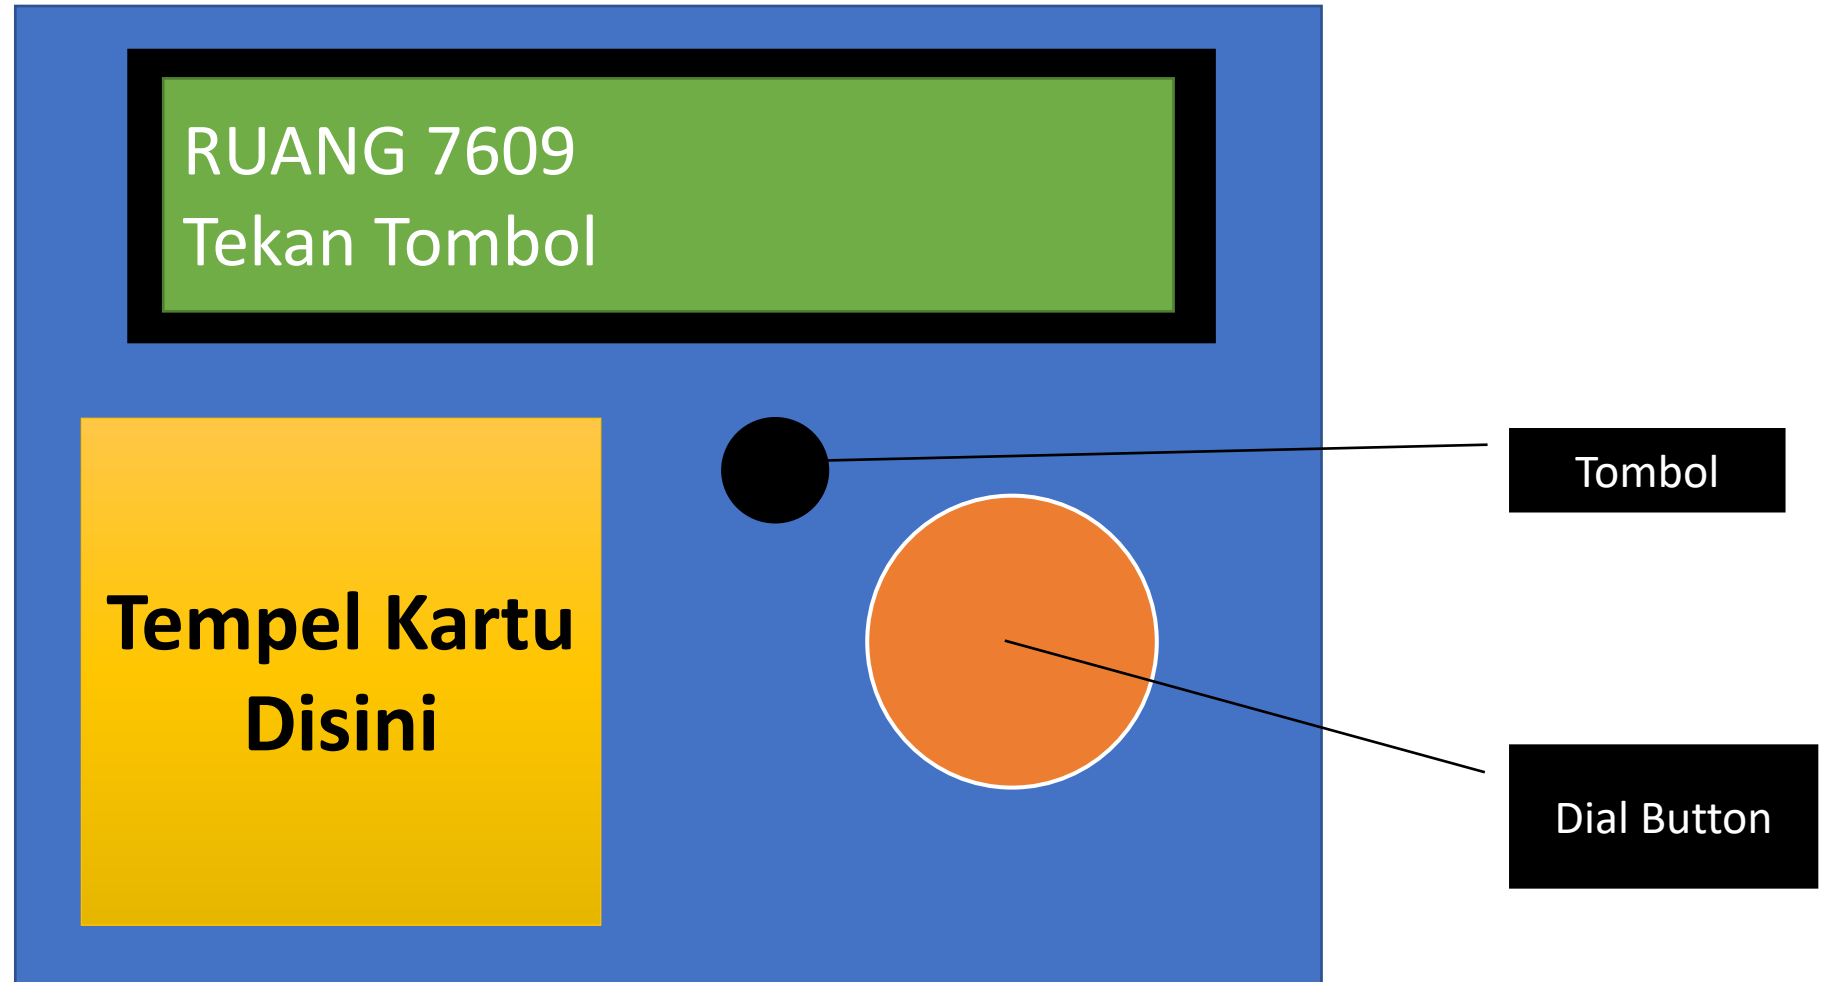 RUANG 7609
Tekan Tombol
Tombol
Tempel Kartu
Disini
Dial Button